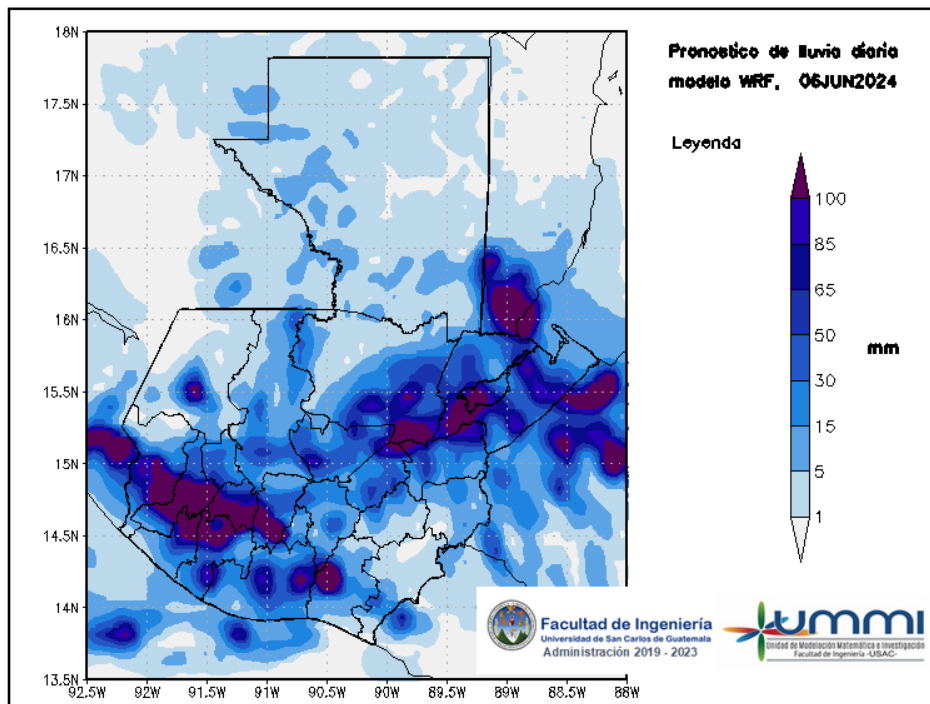 Pronostico de lluvia diaria
modelo WRF, 06JUN2024
Leyenda
100
85
65
50
30
15
5
1
mm
18N
17.5N
17N
16.5N
16N
15.5N
15N
14.5N
14N
13.5N
92.5W
92W
91.5W
91W
90.5W
90W
89.5W
89W
88.5W
88W
Facultad de Ingeniería
Universidad de San Carlos de Guatemala
Administración 2019 - 2023
UMMI
Unidad de Modelación Matemática e Investigación
Facultad de Ingeniería -USAC-